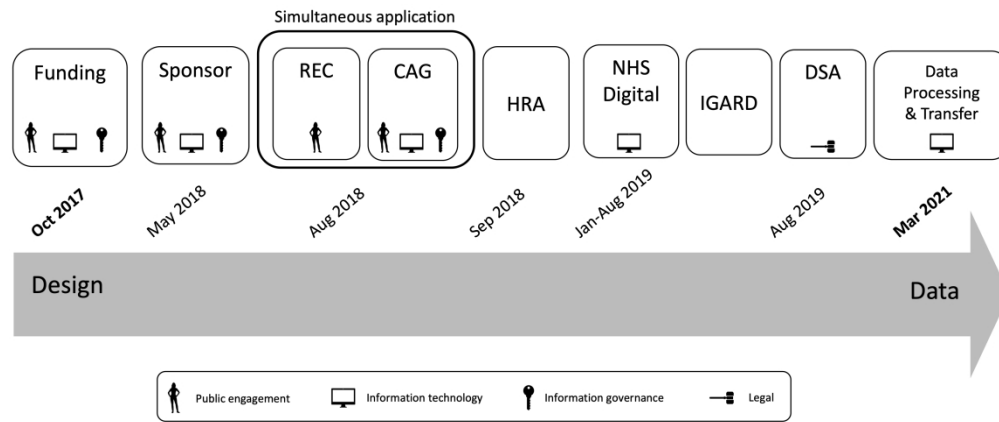 Simultaneous application
Funding
Sponsor
REC
CAG
HRA
NHS
Digital
IGARD
DSA
Data
Processing
& Transfer
Oct 2017
May 2018
Aug 2018
Sep 2018
Jan-Aug 2019
Aug 2019
Mar 2021
Design
Data
Public engagement
Information technology
Information governance
Legal